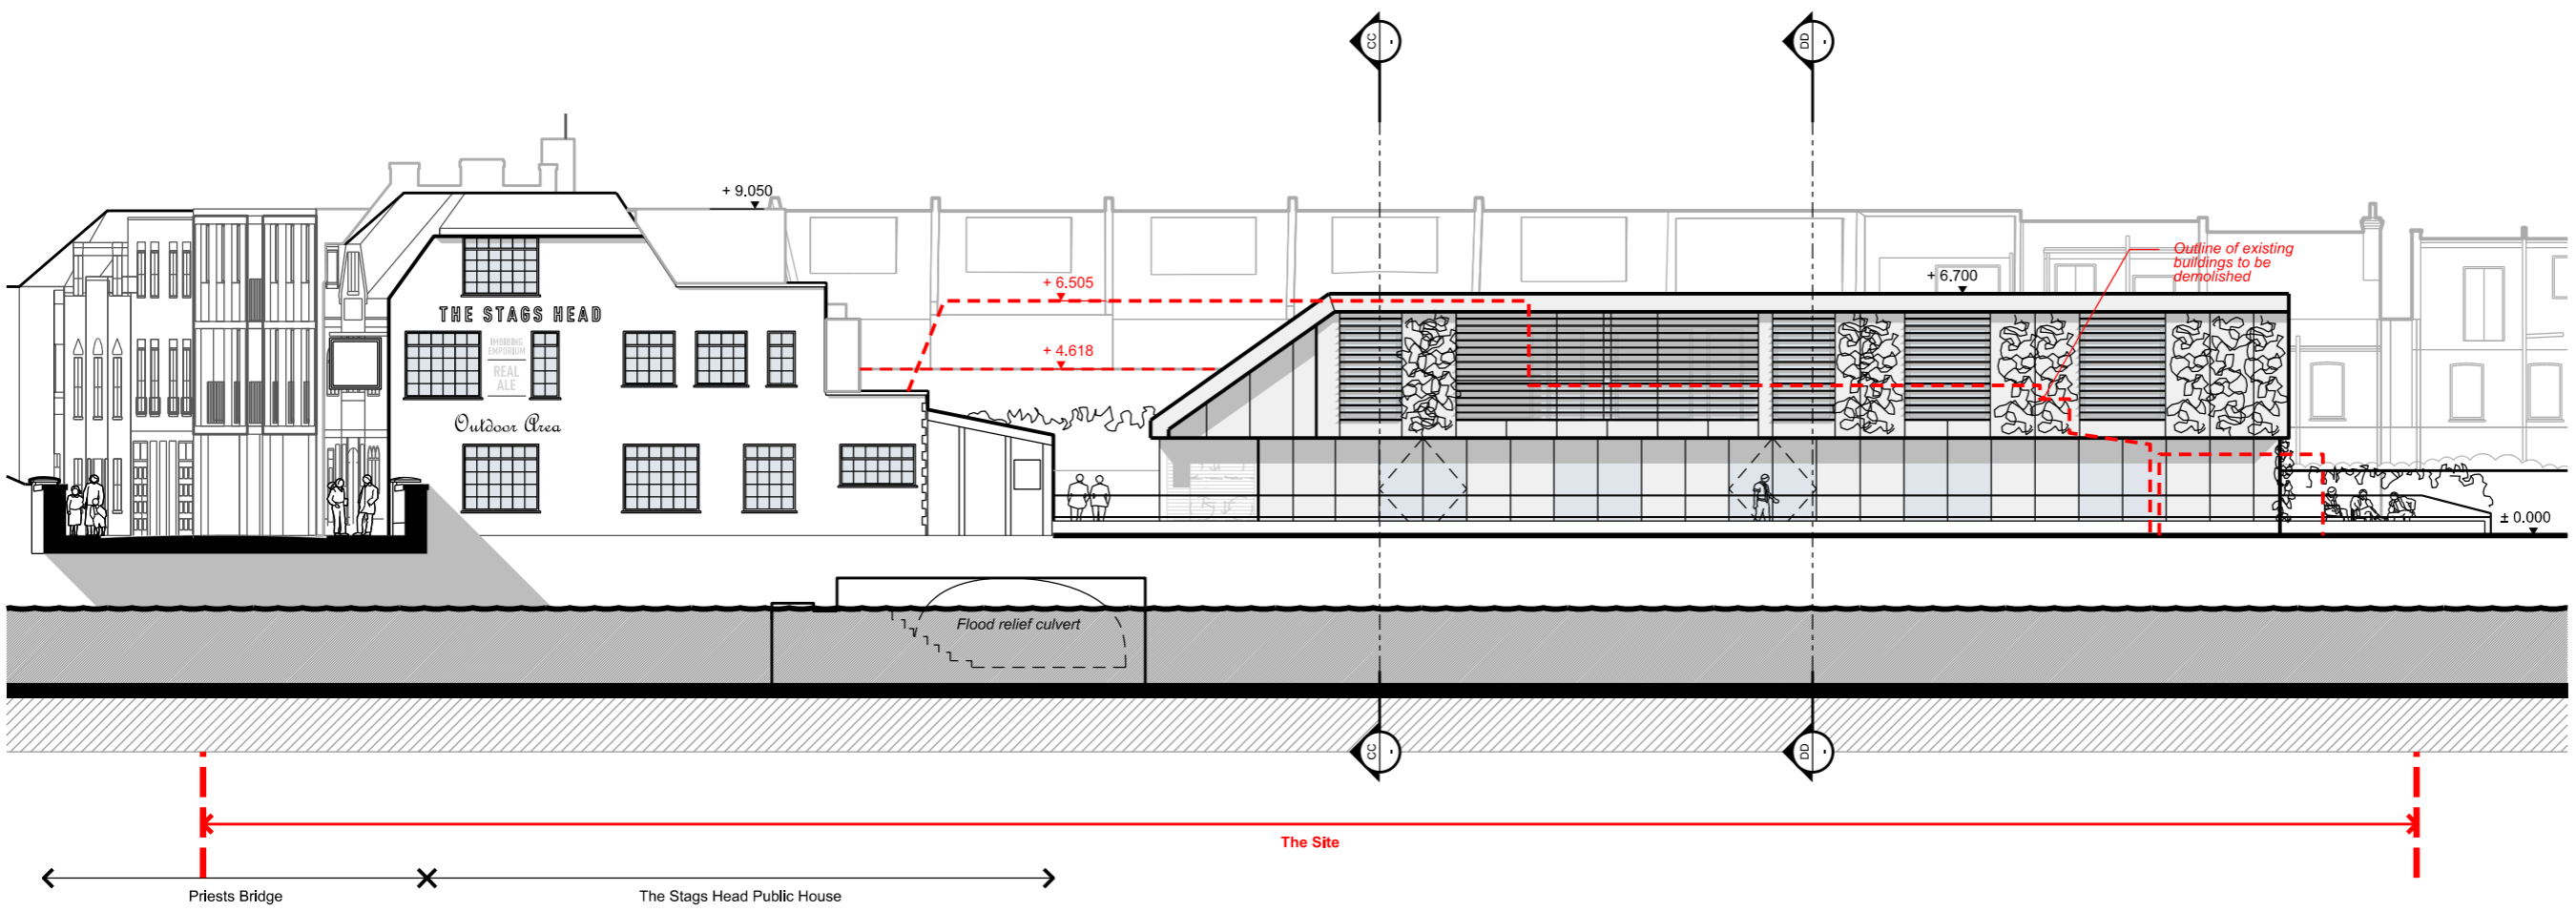 CC -
DD -
+ 9.050
Outline of existing
buildings to be
demolished
+ 6.505
+ 6.700
THE STAGS HEAD
IMBIBING
EMPORIUM
REAL
ALE
+ 4.618
Outdoor Area
± 0.000
Flood relief culvert
CC -
DD -
The Site
Priests Bridge
The Stags Head Public House